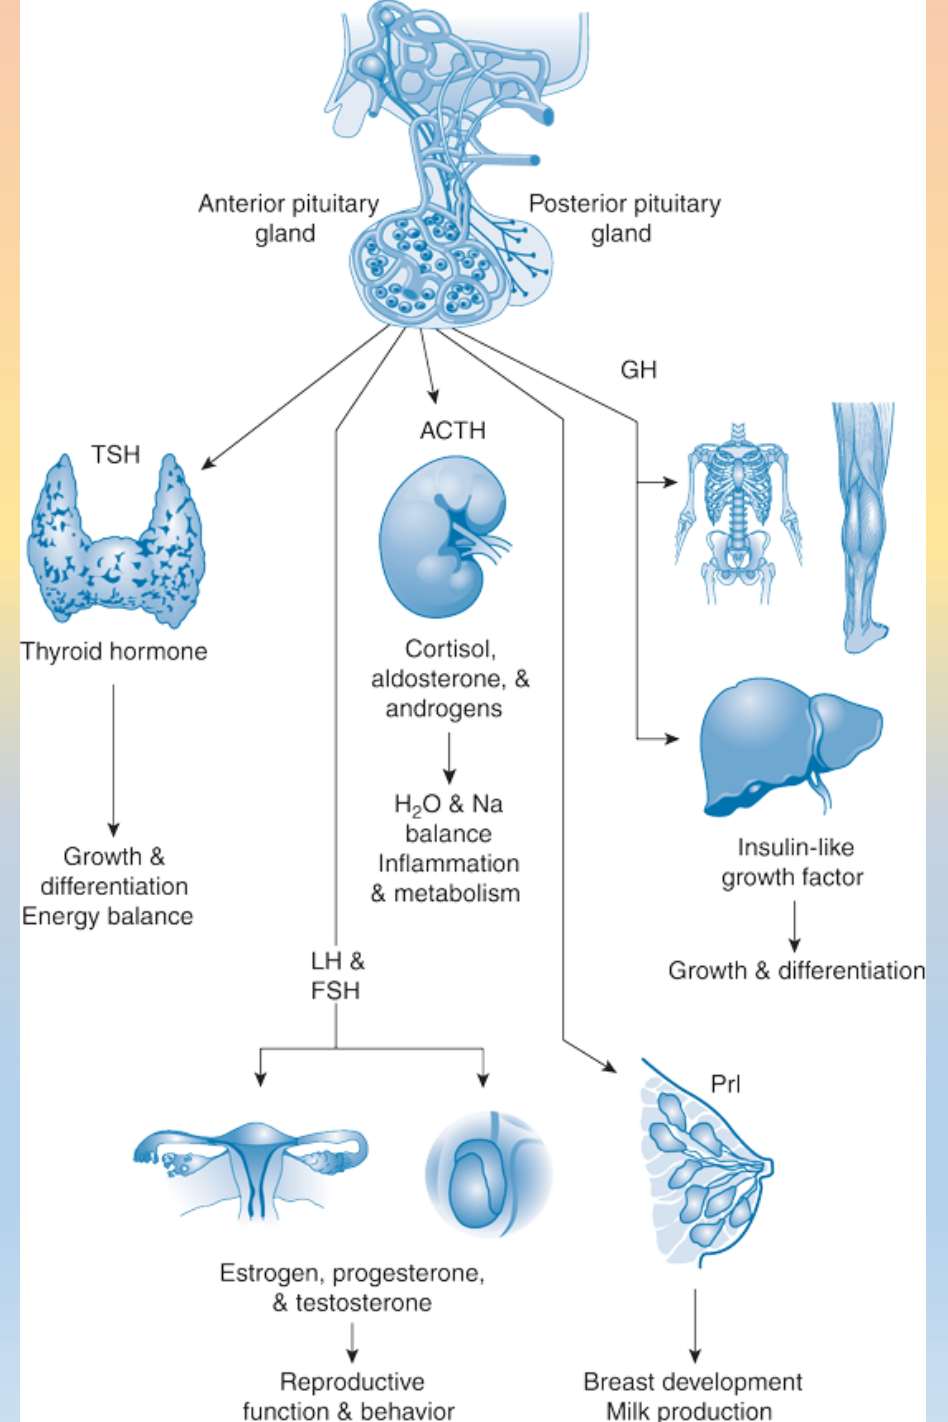 Anterior pituitary
gland
Posterior pituitary
gland
GH
TSH
ACTH
Thyroid hormone
Cortisol,
aldosterone, &
androgens
H₂O & Na
balance
Inflammation
& metabolism
Growth &
differentiation
Energy balance
Insulin-like
growth factor
Growth & differentiation
LH &
FSH
Prl
Estrogen, progesterone,
& testosterone
Reproductive
function & behavior
Breast development
Milk production